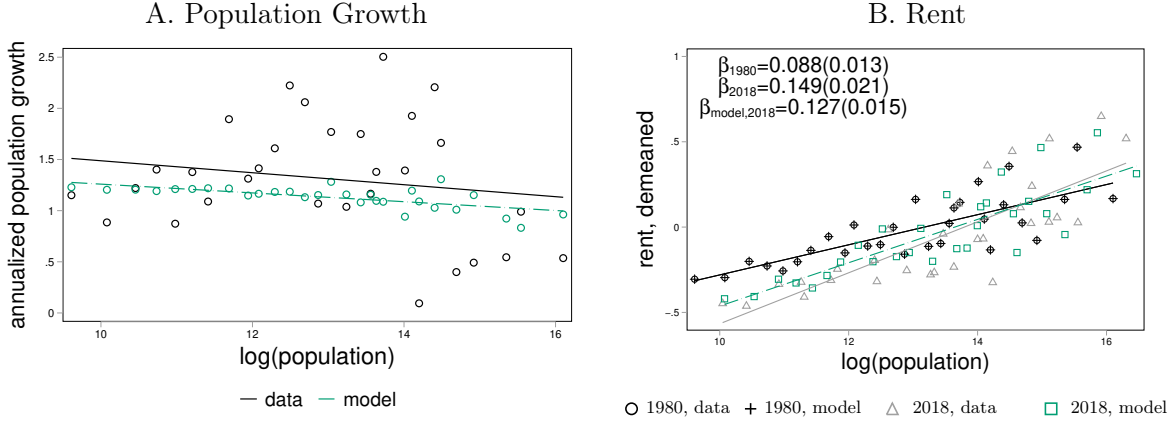 A. Population Growth
annualized population growth
2.5
2
1.5
1
.5
0
10
12
14
16
log(population)
data
model
B. Rent
rent, demeaned
1
.5
0
-.5
β1980=0.088(0.013)
β2018=0.149(0.021)
βmodel,2018=0.127(0.015)
10
12
14
16
log(population)
1980, data
1980, model
2018, data
2018, model